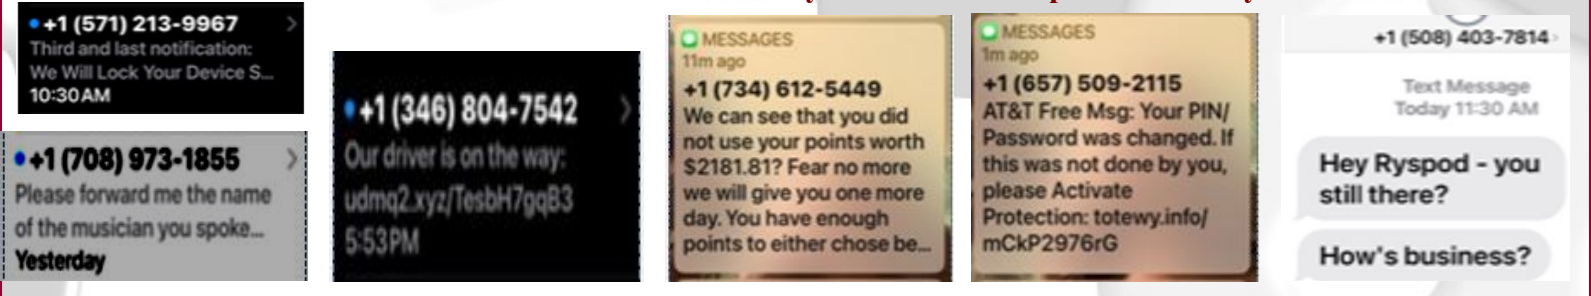 +1 (571) 213-9967
Third and last notification:
We Will Lock Your Device S...
10:30AM
+1 (708) 973-1855
Please forward me the name
of the musician you spoke...
Yesterday
+1 (346) 804-7542
Our driver is on the way:
udmq2.xyz/TesbH7gqB3
5:53PM
MESSAGES
11m ago
+1 (734) 612-5449
We can see that you did
not use your points worth
$2181.81? Fear no more
we will give you one more
day. You have enough
points to either chose be...
MESSAGES
1m ago
+1 (657) 509-2115
AT&T Free Msg: Your PIN/
Password was changed. If
this was not done by you,
please Activate
Protection: totewy.info/
mCkP2976rG
+1 (508) 403-7814
Text Message
Today 11:30 AM
Hey Ryspod - you
still there?
How's business?